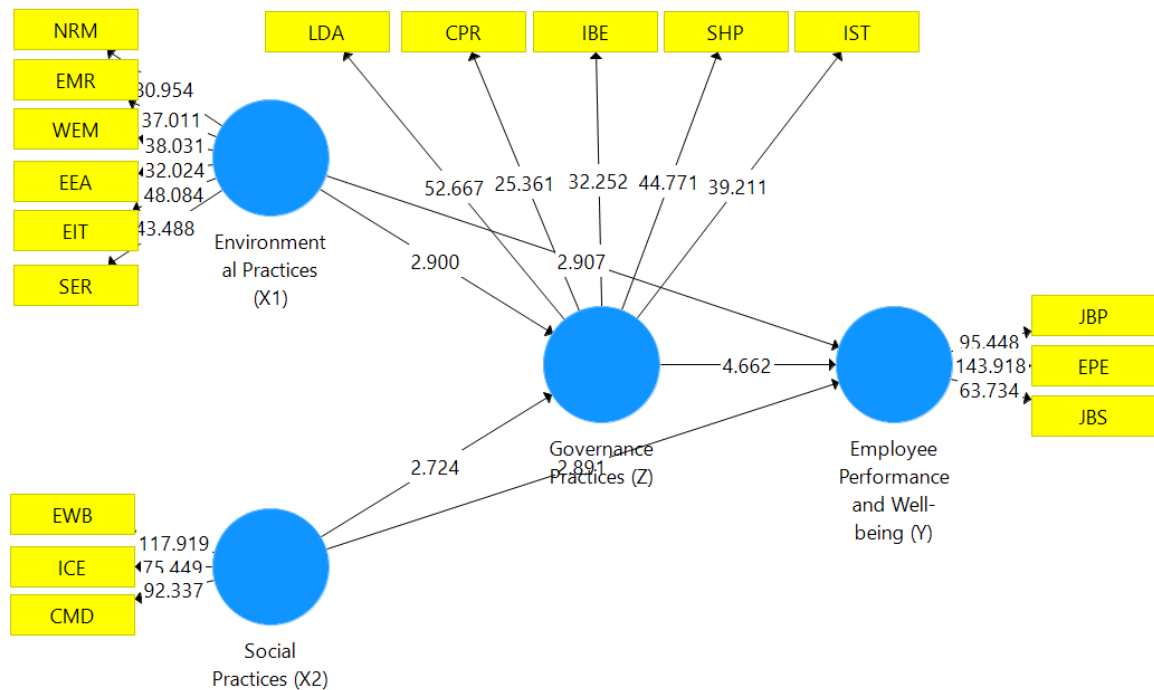 NRM
EMR
WEM
EEA
EIT
SER
30.954
37.011
38.031
32.024
48.084
43.488
Environment
al Practices
(X1)
LDA
CPR
IBE
SHP
IST
52.667
25.361
32.252
44.771
39.211
2.900
2.907
4.662
2.724
2.891
Governance
Practices (Z)
Employee
Performance
and Well-
being (Y)
95.448
143.918
63.734
JBP
EPE
JBS
EWB
ICE
CMD
117.919
75.449
92.337
Social
Practices (X2)